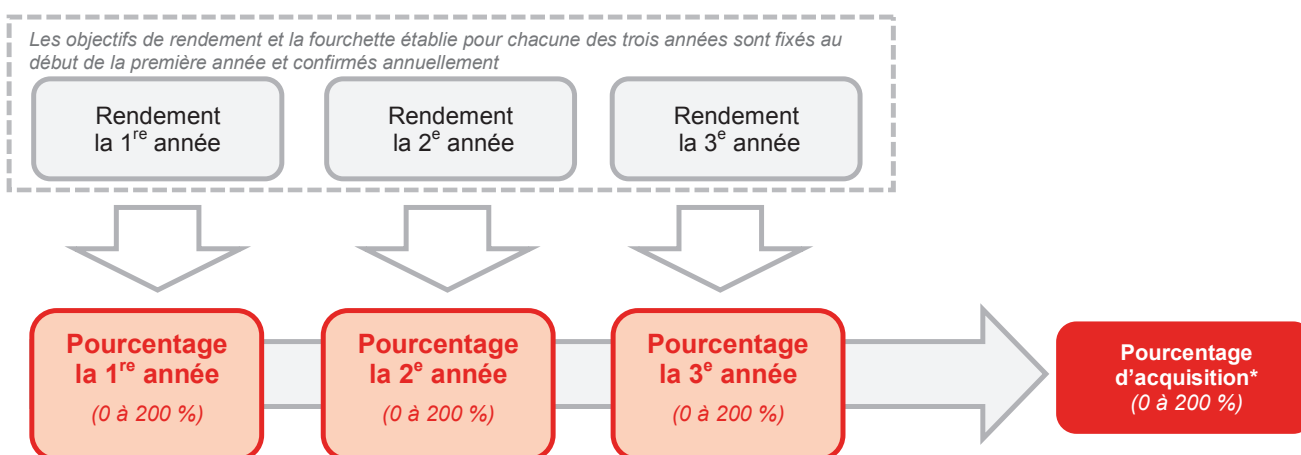 Les objectifs de rendement et la fourchette établie pour chacune des trois années sont fixés au
début de la première année et confirmés annuellement
Rendement
la 1re année
Rendement
la 2e année
Rendement
la 3e année
Pourcentage
la 1re année
(0 à 200 %)
Pourcentage
la 2e année
(0 à 200 %)
Pourcentage
la 3e année
(0 à 200 %)
Pourcentage
d’acquisition*
(0 à 200 %)